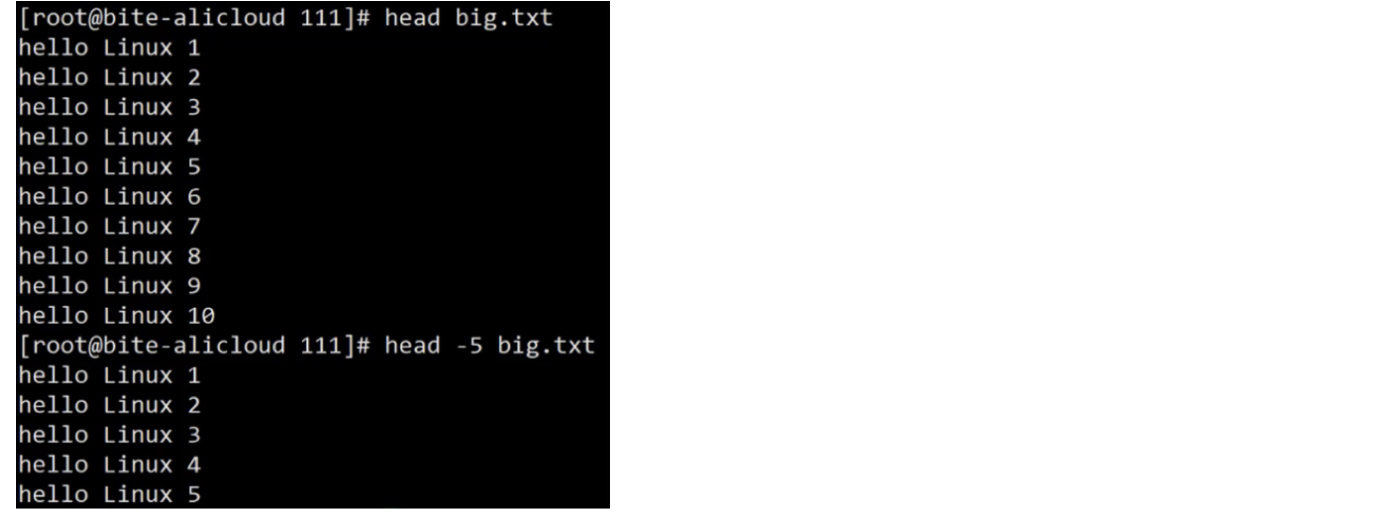 [root@bite-alicloud 111]# head big.txt
hello Linux 1
hello Linux 2
hello Linux 3
hello Linux 4
hello Linux 5
hello Linux 6
hello Linux 7
hello Linux 8
hello Linux 9
hello Linux 10
[root@bite-alicloud 111]# head -5 big.txt
hello Linux 1
hello Linux 2
hello Linux 3
hello Linux 4
hello Linux 5